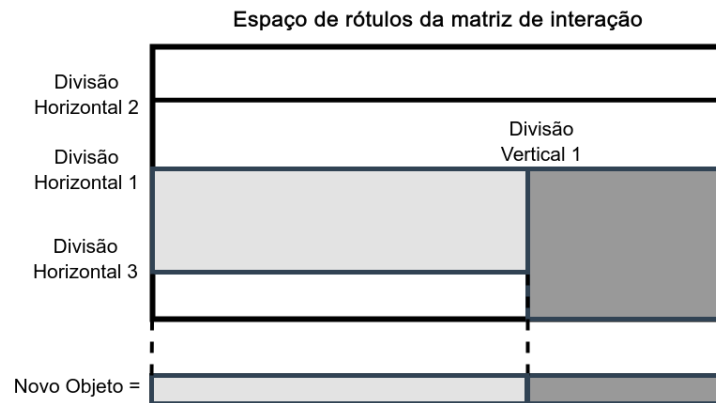 Espaço de rótulos da matriz de interação
Divisão
Horizontal 2
Divisão
Vertical 1
Divisão
Horizontal 1
Divisão
Horizontal 3
Novo Objeto =